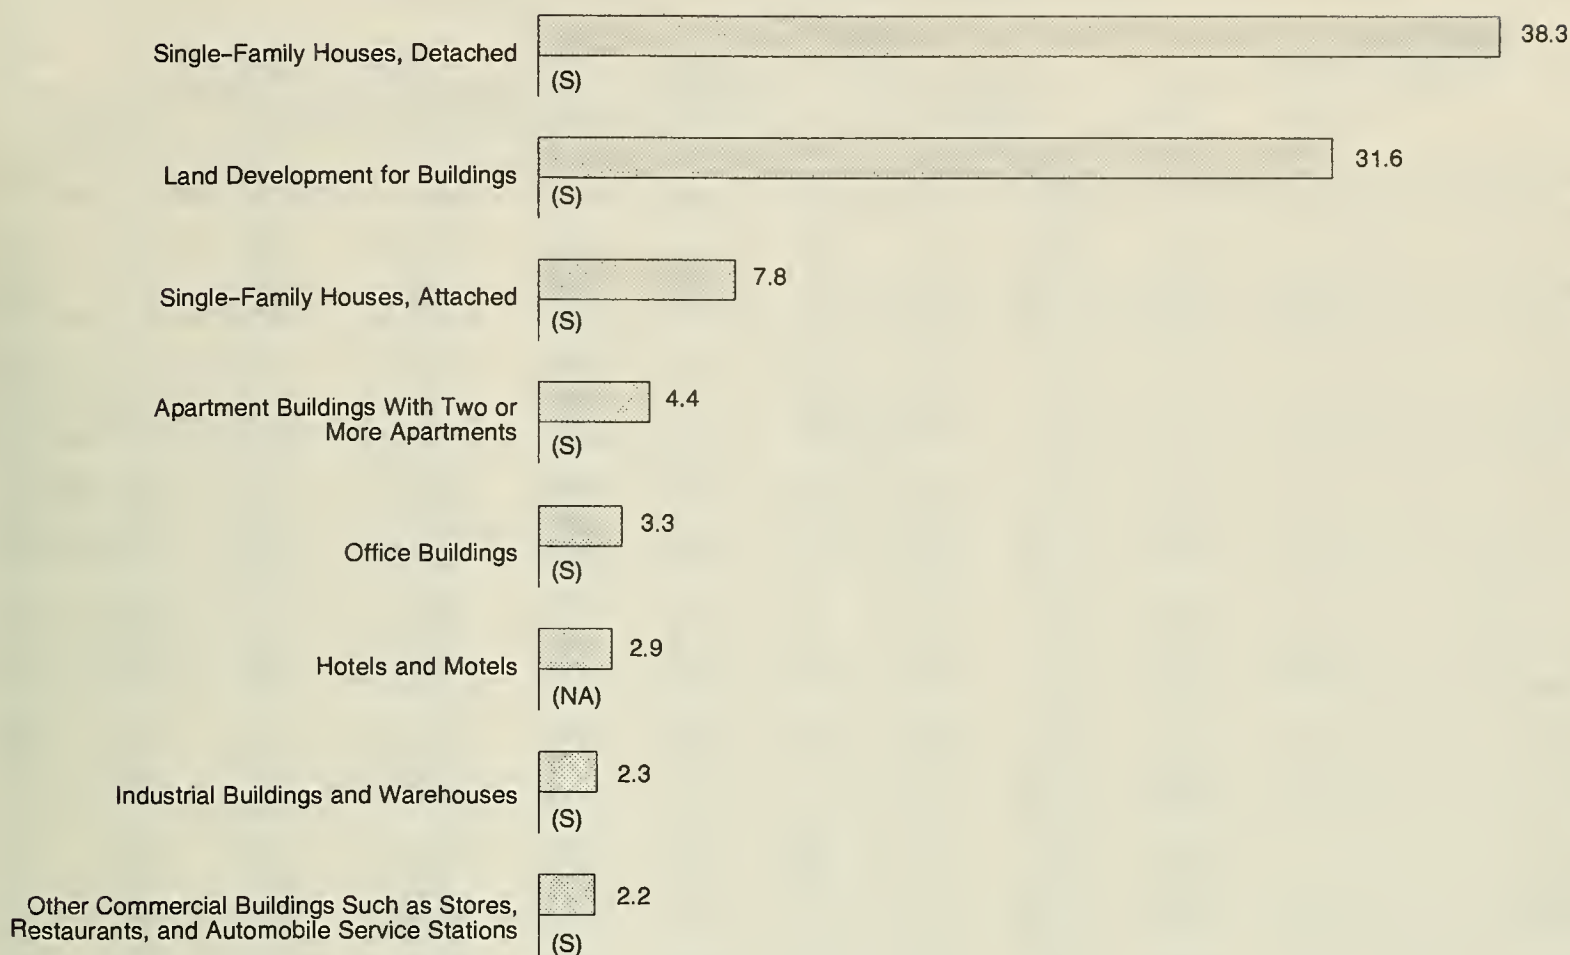 Single-Family Houses, Detached
38.3
(S)
Land Development for Buildings
31.6
(S)
Single-Family Houses, Attached
7.8
(S)
Apartment Buildings With Two or
More Apartments
4.4
(S)
Office Buildings
3.3
(S)
Hotels and Motels
2.9
(NA)
Industrial Buildings and Warehouses
2.3
(S)
Other Commercial Buildings Such as Stores,
Restaurants, and Automobile Service Stations
2.2
(S)